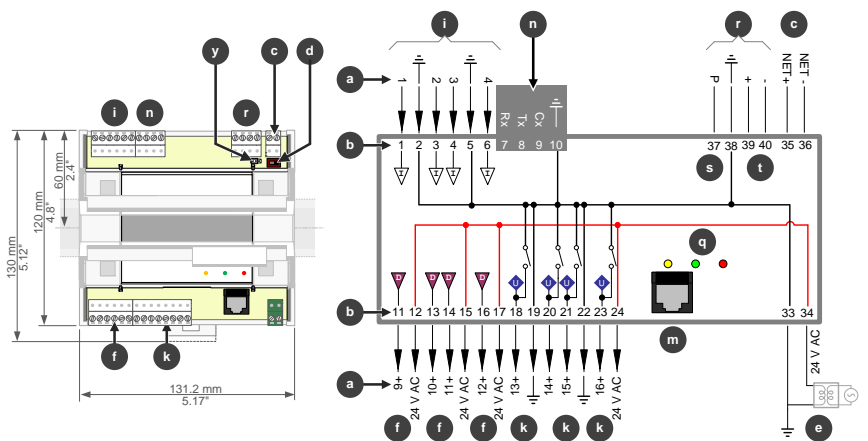 y c d
i n r
60 mm
2.4"
120 mm
4.8"
130 mm
5.12"
f k
131.2 mm
5.17"
i n r c
a 1 2 3 4 P + - NET+ NET-
Rx Tx Cx
b 1 2 3 4 5 6 7 8 9 10 37 38 39 40 35 36
I I I I s t
q
D D D D U U U U
b 11 12 13 14 15 16 17 18 19 20 21 22 23 24 m 33 34
a 9+ 24 V AC 10+ 11+ 24 V AC 12+ 24 V AC 13+ 14+ 15+ 16+ 24 V AC 24 V AC
S
f f f k k k e